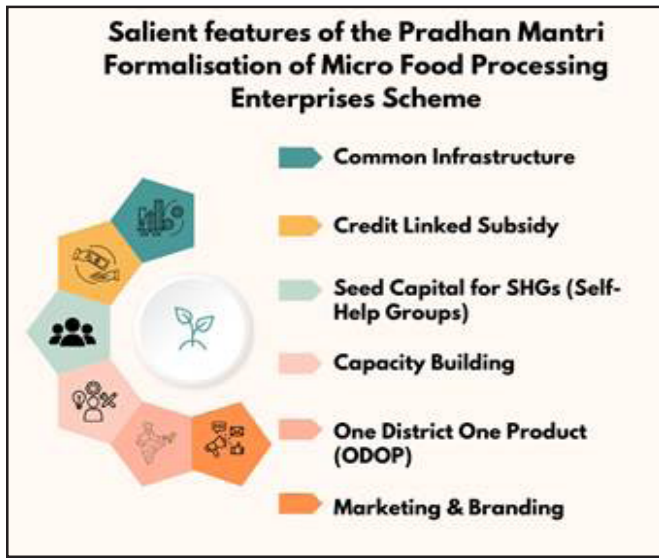 Salient features of the Pradhan Mantri
Formalisation of Micro Food Processing
Enterprises Scheme
Common Infrastructure
Credit Linked Subsidy
Seed Capital for SHGs (Self-
Help Groups)
Capacity Building
One District One Product
(ODOP)
Marketing & Branding